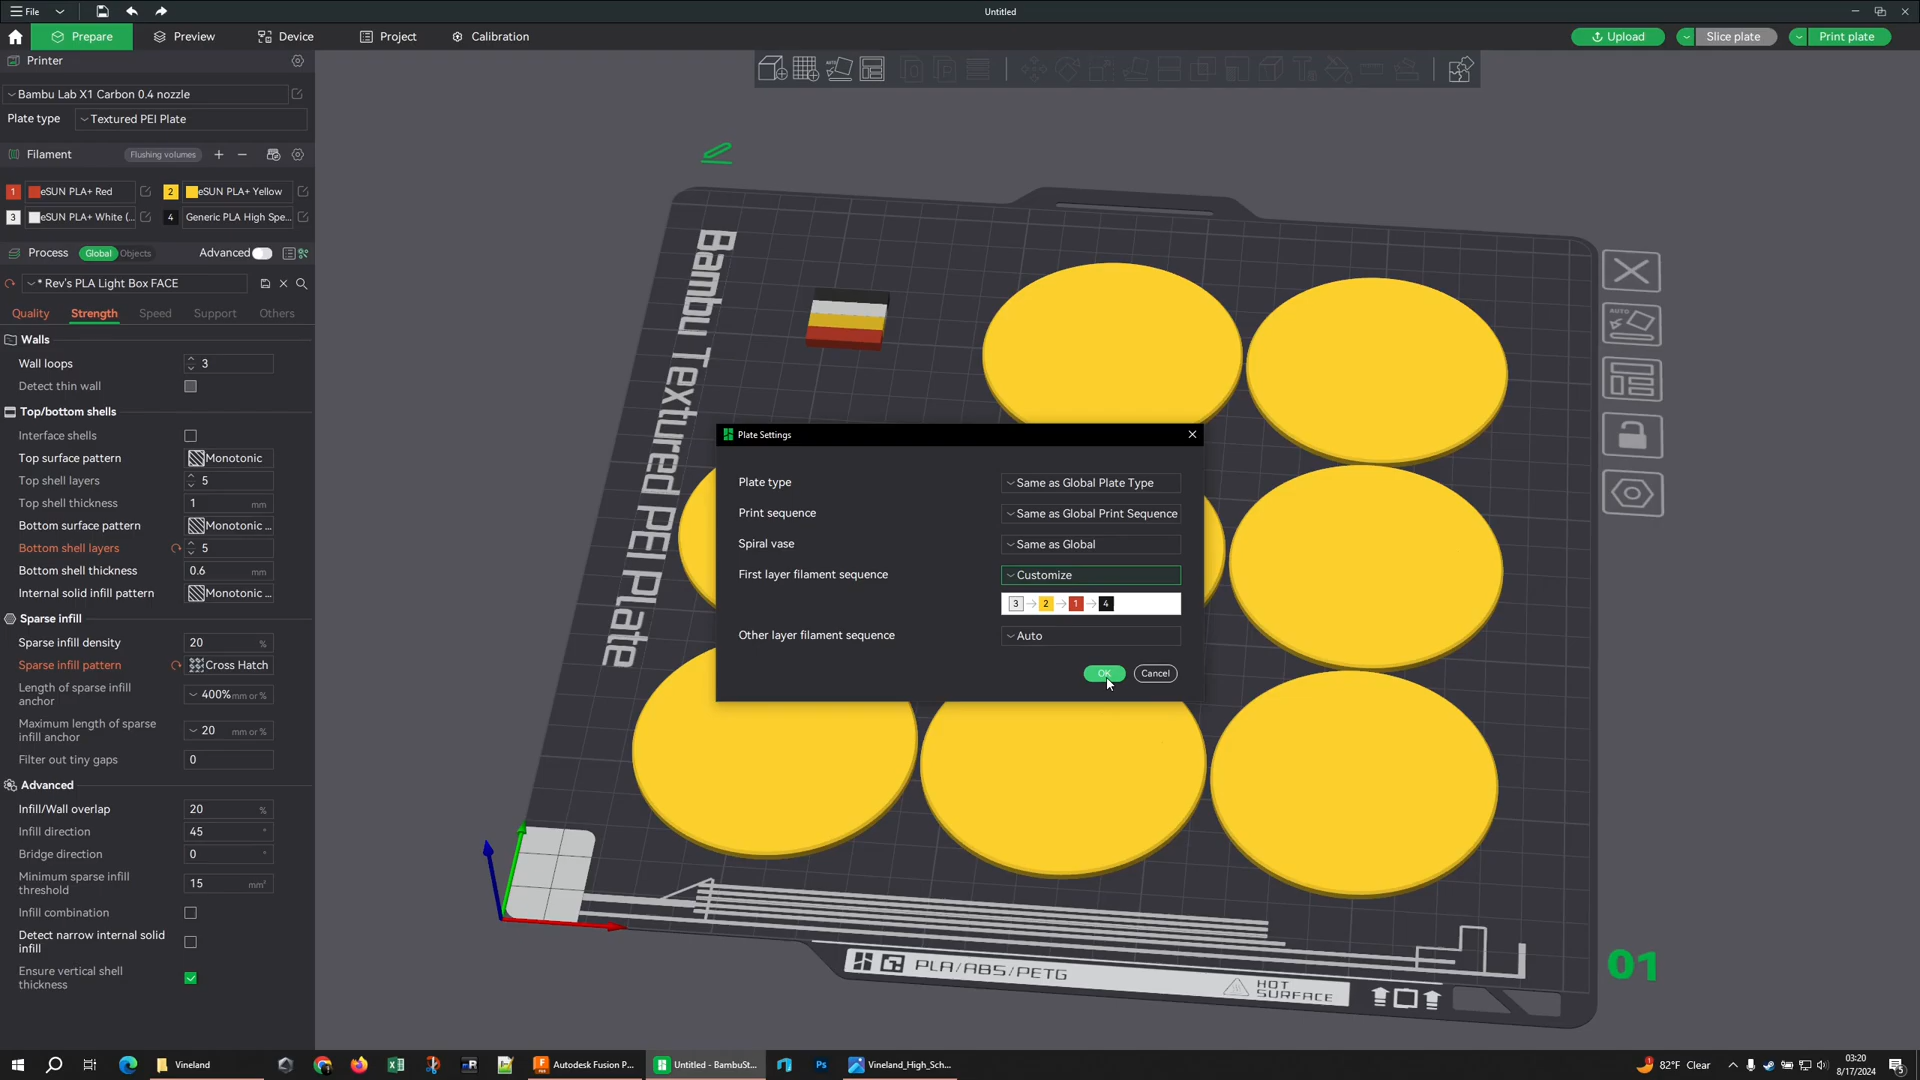 File
Untitled
Prepare
Preview
Device
Project
Calibration
Upload
Slice plate
Print plate
Printer
Bambu Lab X1 Carbon 0.4 nozzle
Plate type
Textured PEI Plate
Filament
Flushing volumes
1
eSUN PLA+ Red
2
eSUN PLA+ Yellow
3
eSUN PLA+ White (...
4
Generic PLA High Spe...
Process
Global
Objects
Advanced
* Rev's PLA Light Box FACE
Quality
Strength
Speed
Support
Others
Walls
Wall loops
3
Detect thin wall
Top/bottom shells
Interface shells
Top surface pattern
Monotonic
Top shell layers
5
Top shell thickness
1
mm
Bottom surface pattern
Monotonic ...
Bottom shell layers
5
Bottom shell thickness
0.6
mm
Internal solid infill pattern
Monotonic ...
Sparse infill
Sparse infill density
20
%
Sparse infill pattern
Cross Hatch
Length of sparse infill
anchor
400%
mm or %
Maximum length of sparse
infill anchor
20
mm or %
Filter out tiny gaps
0
Advanced
Infill/Wall overlap
20
%
Infill direction
45
°
Bridge direction
0
°
Minimum sparse infill
threshold
15
mm²
Infill combination
Detect narrow internal solid
infill
Ensure vertical shell
thickness
Bambu Textured PEI Plate
AUTO
Plate Settings
Plate type
Same as Global Plate Type
Print sequence
Same as Global Print Sequence
Spiral vase
Same as Global
First layer filament sequence
Customize
3 → 2 → 1 → 4
Other layer filament sequence
Auto
OK
Cancel
PLA/ABS/PETG
HOT
SURFACE
01
Vineland
Autodesk Fusion P...
Untitled - BambuSt...
Ps
Vineland_High_Sch...
82°F Clear
03:20
8/17/2024